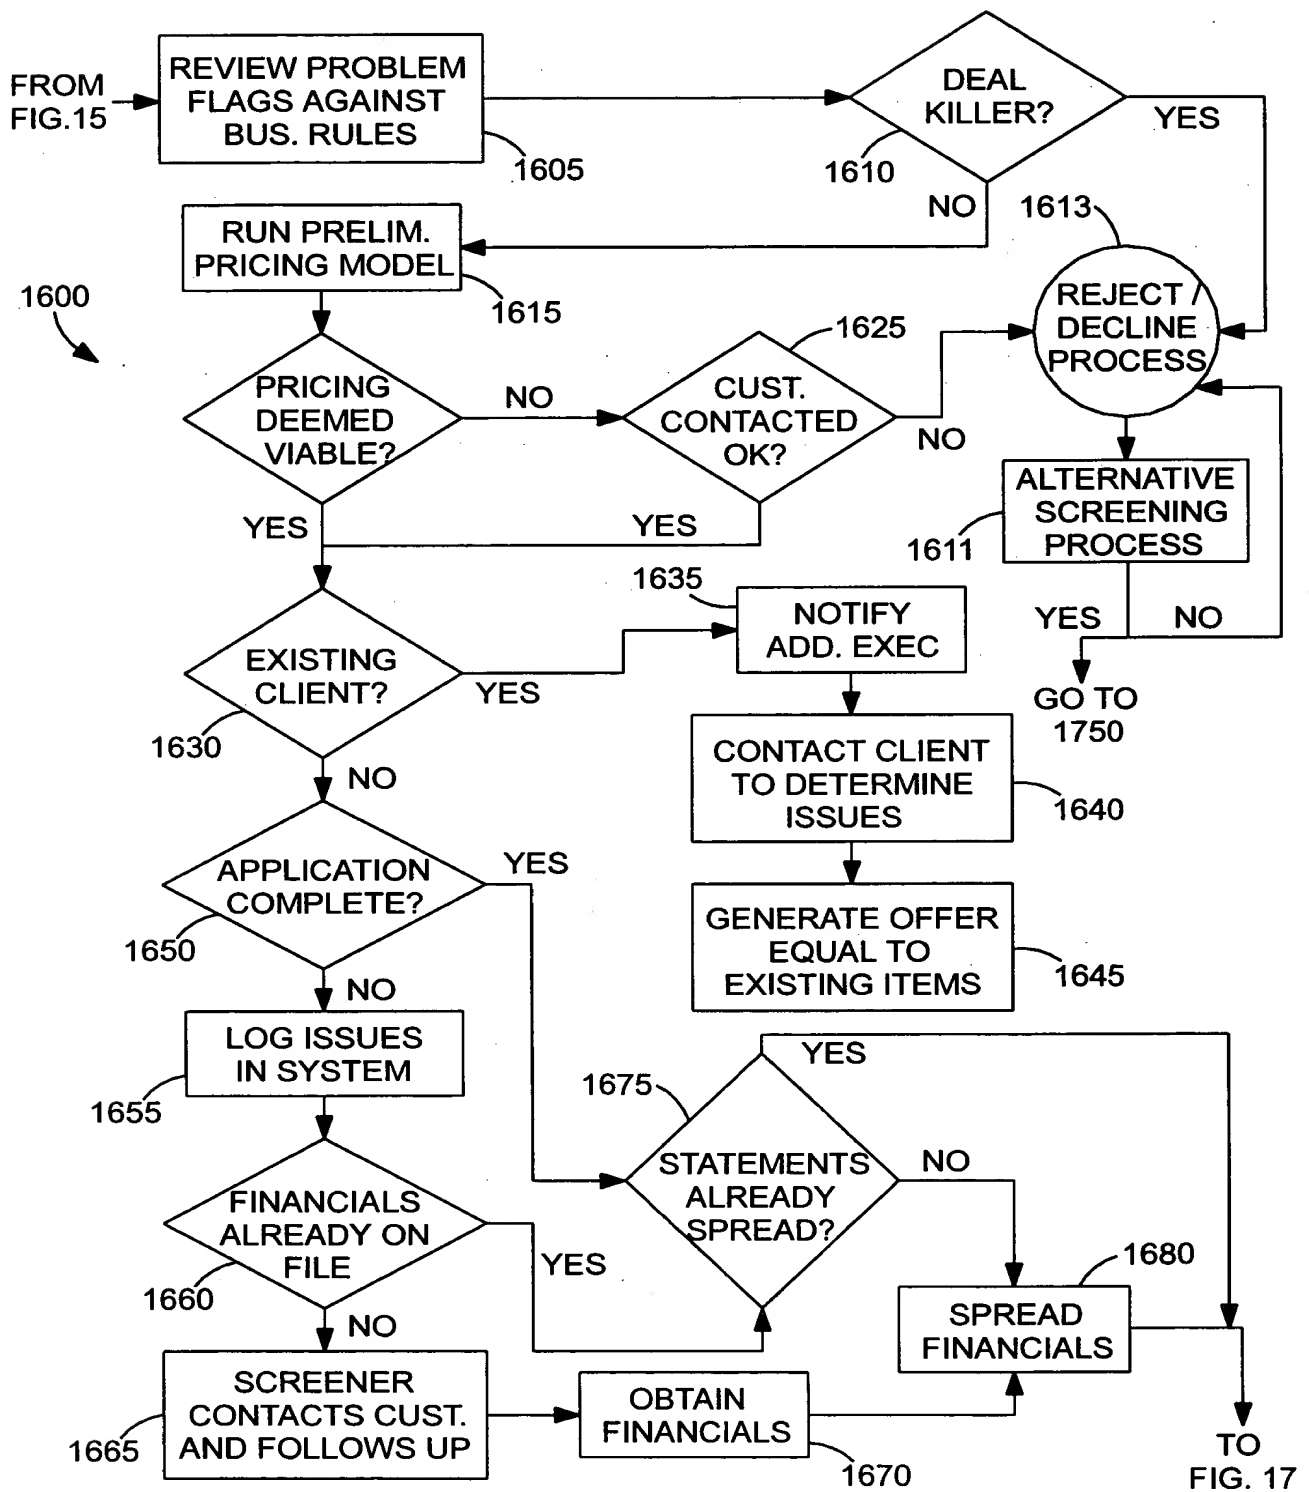 FROM
FIG.15
REVIEW PROBLEM
FLAGS AGAINST
BUS. RULES
1605
DEAL
KILLER?
1610
YES
NO
1613
RUN PRELIM.
PRICING MODEL
1615
1600
REJECT /
DECLINE
PROCESS
PRICING
DEEMED
VIABLE?
NO
1625
CUST.
CONTACTED
OK?
NO
YES
YES
ALTERNATIVE
SCREENING
PROCESS
1611
YES
NO
GO TO
1750
EXISTING
CLIENT?
1630
YES
NO
1635
NOTIFY
ADD. EXEC
CONTACT CLIENT
TO DETERMINE
ISSUES
1640
GENERATE OFFER
EQUAL TO
EXISTING ITEMS
1645
APPLICATION
COMPLETE?
1650
YES
NO
LOG ISSUES
IN SYSTEM
1655
FINANCIALS
ALREADY ON
FILE
1660
YES
NO
1675
STATEMENTS
ALREADY
SPREAD?
YES
NO
1680
SPREAD
FINANCIALS
SCREENER
CONTACTS CUST.
AND FOLLOWS UP
1665
OBTAIN
FINANCIALS
1670
TO
FIG. 17